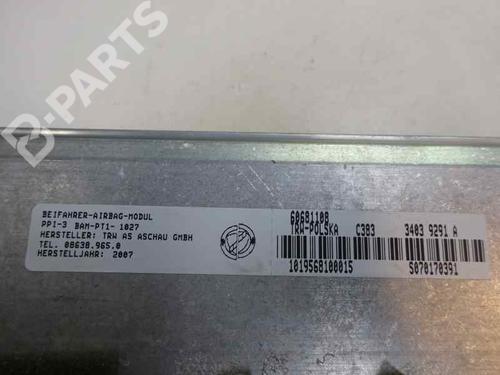 BEIFAHRER-AIRBAG-MODUL
PPI-3 BAM-PT1- 1027
HERSTELLER: TRW AS ASCHAU GMBH
TEL. 08638.965.0
HERSTELLJAHR: 2007
60681108
TRW-POLSKA C383 3403 9291 A
1019568100015 S070170391
B-PARTS